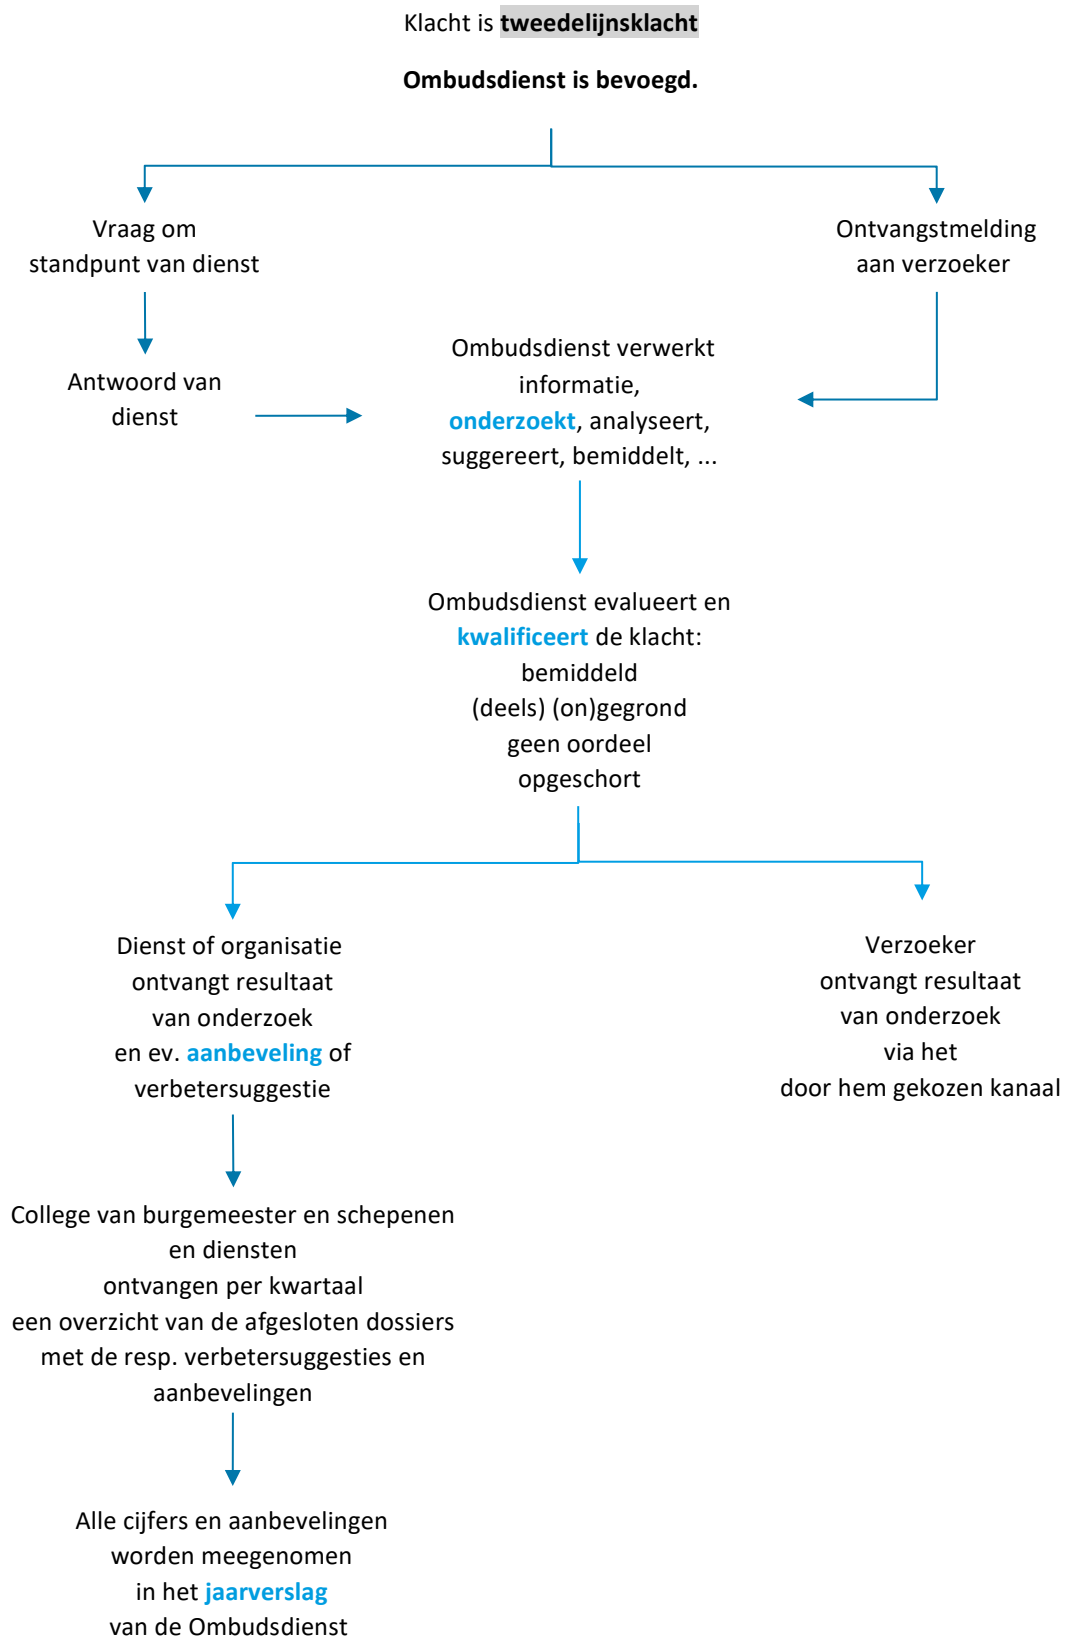 Klacht is tweedelijnsklacht
Ombudsdienst is bevoegd.
Vraag om
standpunt van dienst
Ontvangstmelding
aan verzoeker
Antwoord van
dienst
Ombudsdienst verwerkt
informatie,
onderzoekt, analyseert,
suggereert, bemiddelt, ...
Ombudsdienst evalueert en
kwalificeert de klacht:
bemiddeld
(deels) (on)gegrond
geen oordeel
opgeschort
Dienst of organisatie
ontvangt resultaat
van onderzoek
en ev. aanbeveling of
verbetersuggestie
Verzoeker
ontvangt resultaat
van onderzoek
via het
door hem gekozen kanaal
College van burgemeester en schepenen
en diensten
ontvangen per kwartaal
een overzicht van de afgesloten dossiers
met de resp. verbetersuggesties en
aanbevelingen
Alle cijfers en aanbevelingen
worden meegenomen
in het jaarverslag
van de Ombudsdienst